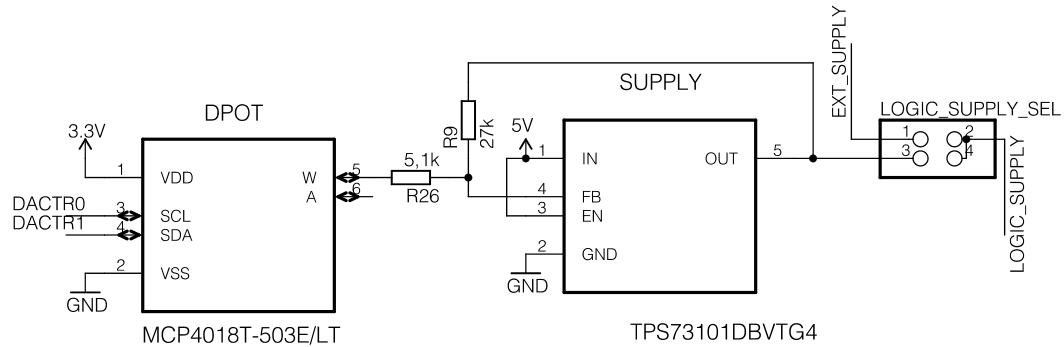 EXT_SUPPLY
SUPPLY
LOGIC_SUPPLY_SEL
DPOT
3.3V
R9
27k
5V
1
2
3
4
1
VDD
W
5
5,1k
R26
A
6
1
IN
OUT
5
4
FB
3
EN
DACTR0
3
SCL
DACTR1
4
SDA
2
VSS
GND
2
GND
GND
LOGIC_SUPPLY
MCP4018T-503E/LT
TPS73101DBVTG4